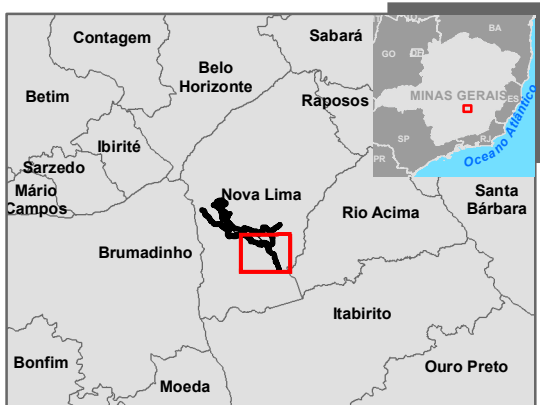 Contagem
Sabará
Belo
Horizonte
Betim
Raposos
Ibirité
Sarzedo
Mário
Campos
Nova Lima
Rio Acima
Santa
Bárbara
Brumadinho
Itabirito
Bonfim
Moeda
Ouro Preto
BA
GO
DF
MINAS GERAIS
ES
SP
RJ
PR
Oceano Atlântico